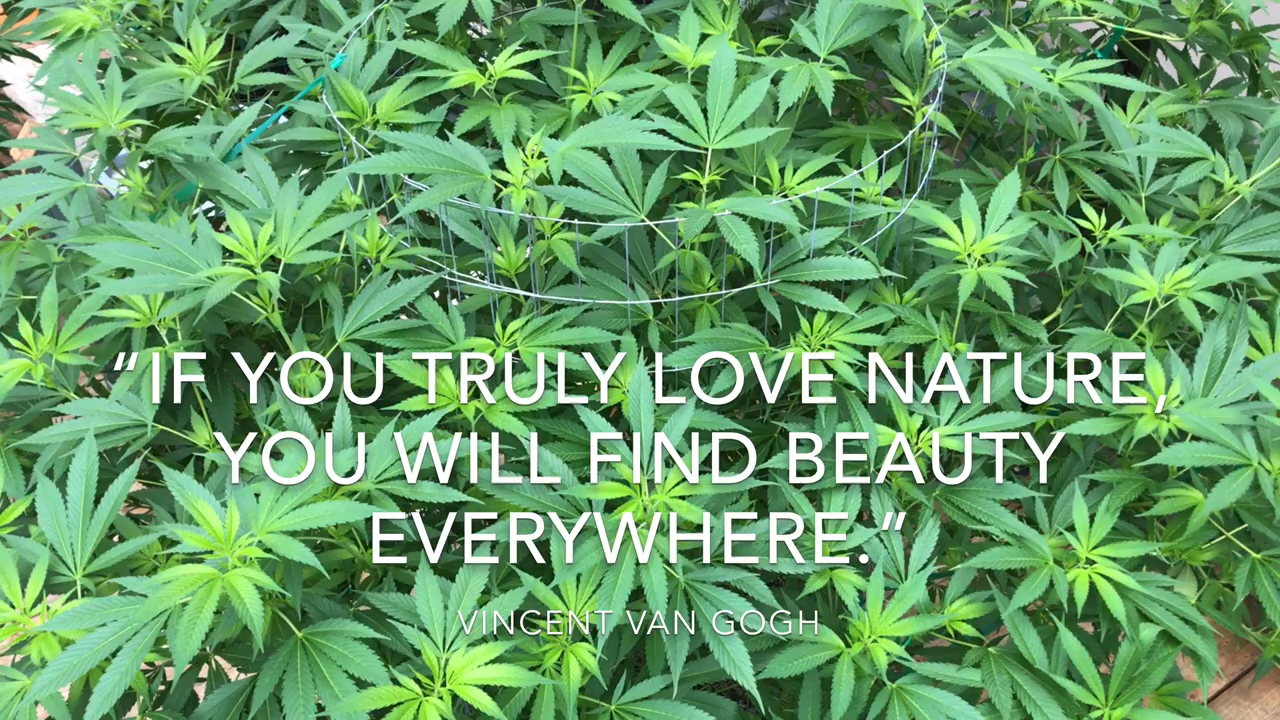 “IF YOU TRULY LOVE NATURE,
YOU WILL FIND BEAUTY
EVERYWHERE.”
VINCENT VAN GOGH